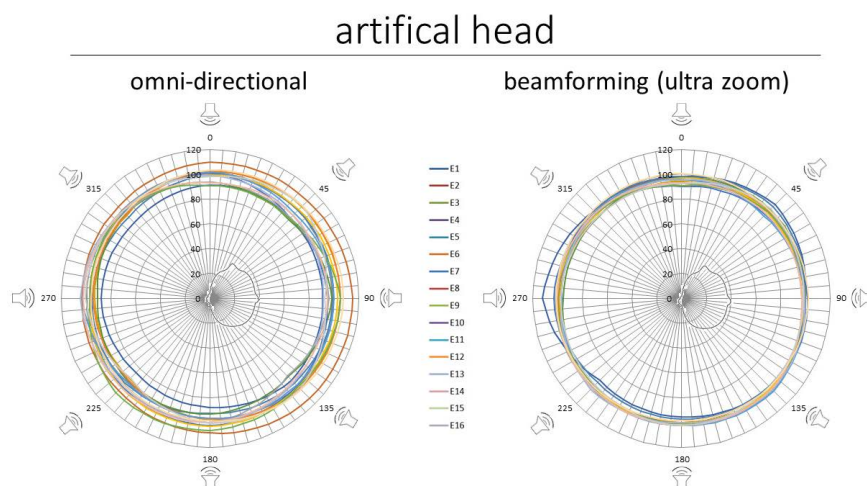 artifical head
omni-directional
beamforming (ultra zoom)
0
120
100
80
60
40
20
0
45
90
135
180
225
270
315
E1
E2
E3
E4
E5
E6
E7
E8
E9
E10
E11
E12
E13
E14
E15
E16
0
120
100
80
60
40
20
0
45
90
135
180
225
270
315